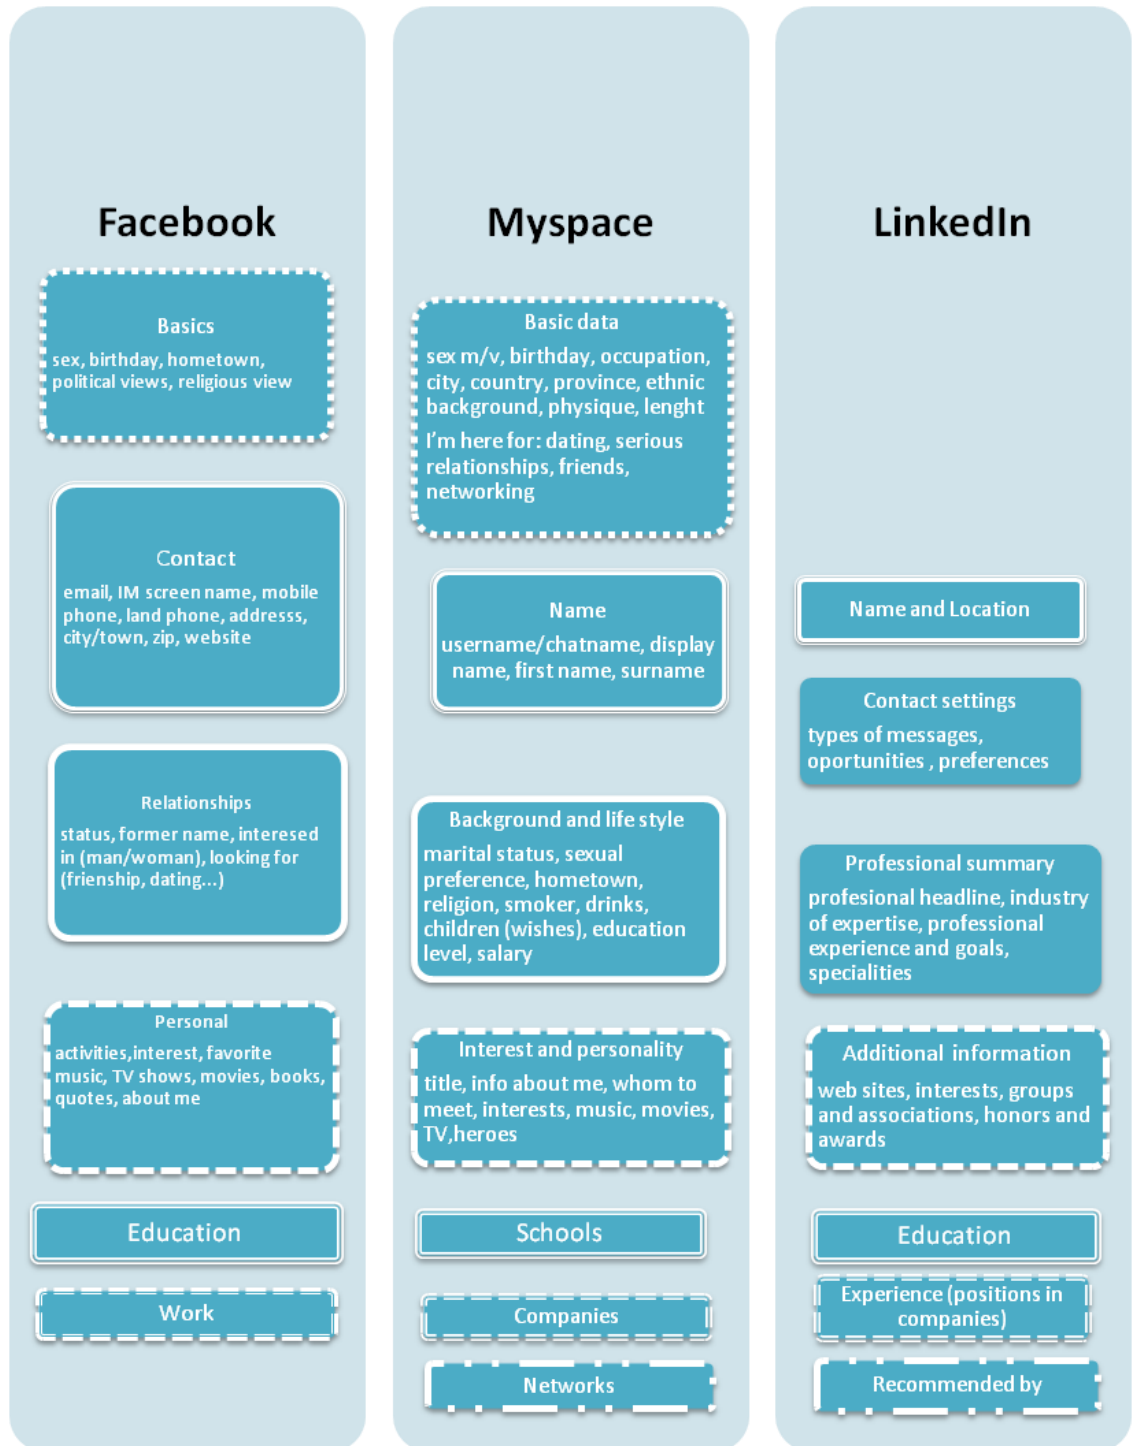 Facebook
Basics
sex, birthday, hometown,
political views, religious view
Contact
email, IM screen name, mobile
phone, land phone, addresss,
city/town, zip, website
Relationships
status, former name, interesed
in (man/woman), looking for
(frienship, dating...)
Personal
activities,interest, favorite
music, TV shows, movies, books,
quotes, about me
Education
Work
Myspace
Basic data
sex m/v, birthday, occupation,
city, country, province, ethnic
background, physique, lenght
I'm here for: dating, serious
relationships, friends,
networking
Name
username/chatname, display
name, first name, surname
Background and life style
marital status, sexual
preference, hometown,
religion, smoker, drinks,
children (wishes), education
level, salary
Interest and personality
title, info about me, whom to
meet, interests, music, movies,
TV,heroes
Schools
Companies
Networks
LinkedIn
Name and Location
Contact settings
types of messages,
oportunities , preferences
Professional summary
profesional headline, industry
of expertise, professional
experience and goals,
specialities
Additional information
web sites, interests, groups
and associations, honors and
awards
Education
Experience (positions in
companies)
Recommended by